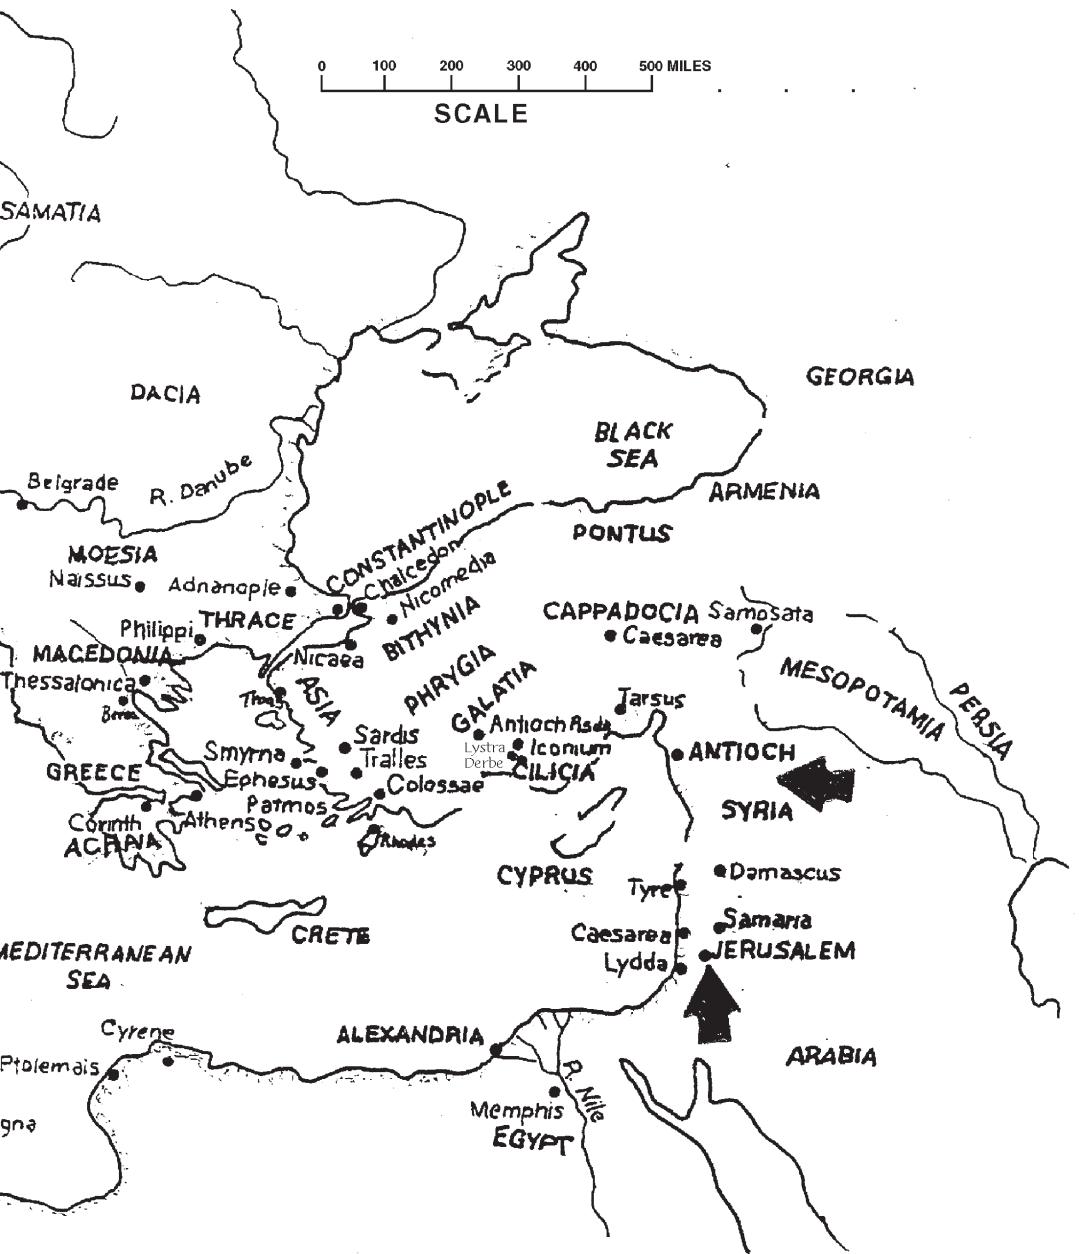 0 100 200 300 400 500 MILES
SCALE
SAMATIA
DACIA
GEORGIA
BLACK
SEA
Belgrade
R. Danube
ARMENIA
PONTUS
MOESIA
Naissus
Adnanople
CONSTANTINOPLE
Chalcedon
Nicomedia
THRACE
BITHYNIA
CAPPADOCIA
Samosata
Caesarea
Philippi
MACEDONIA
Nicaea
Thessalonica
PHRYGIA
GALATIA
ASIA
MESOPOTAMIA
PERSIA
Tarsus
Antioch
Iconium
Lystra
Derbe
CILICIA
Sardis
Smyrna
Tralles
Ephesus
Colossae
GREECE
Patmos
ANTIOCH
SYRIA
Corinth
Athens
ACHAIA
Rhodes
CYPRUS
Tyre
Damascus
CRETE
Caesarea
Samaria
JERUSALEM
Lydda
MEDITERRANEAN
SEA
Cyrene
ALEXANDRIA
ARABIA
Ptolemais
R. Nile
Memphis
gna
EGYPT